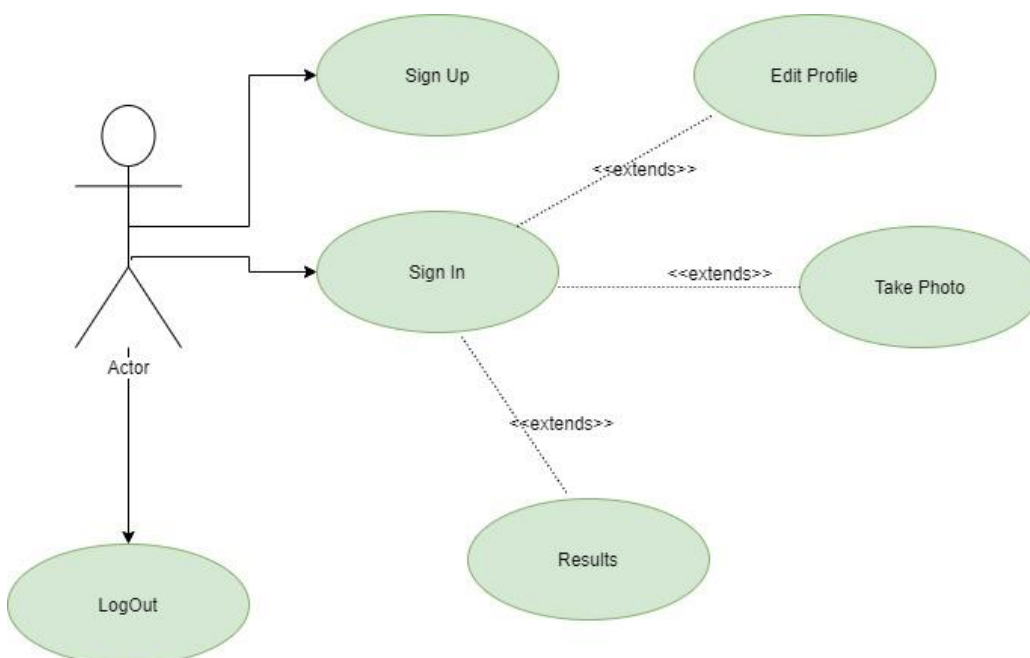 Sign Up
Edit Profile
<<extends>>
Sign In
<<extends>>
Take Photo
Actor
<<extends>>
Results
LogOut